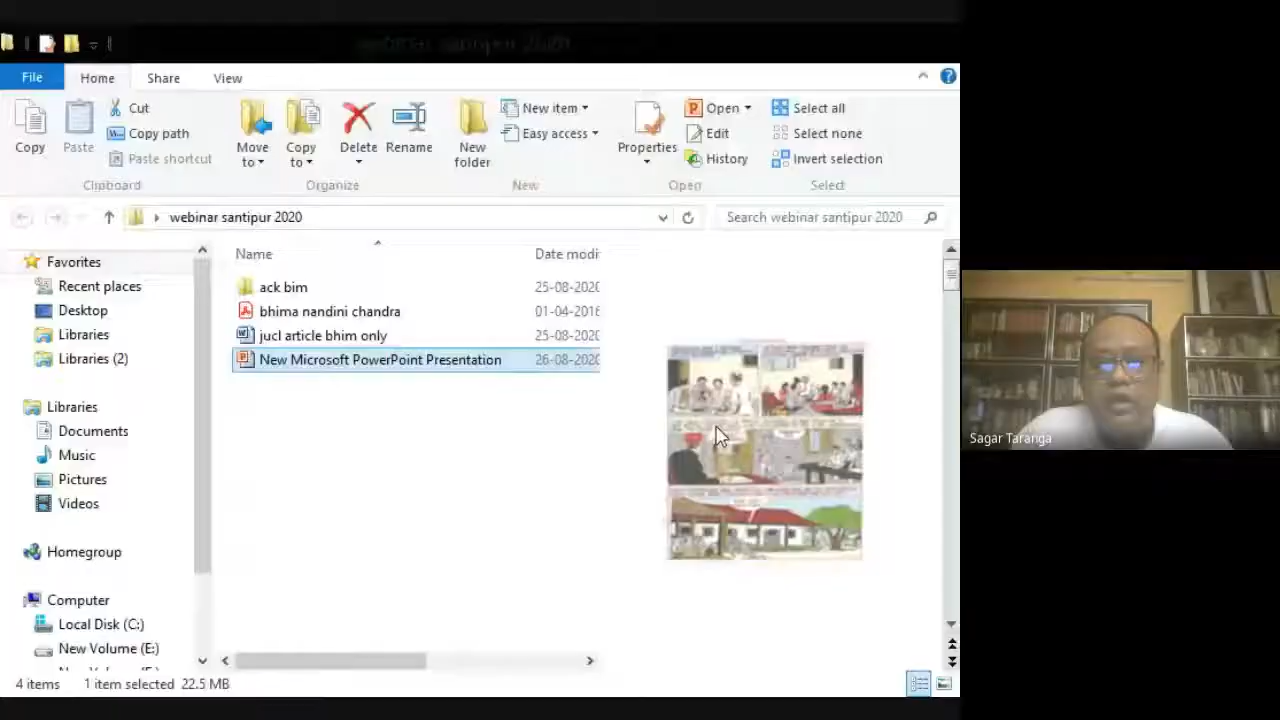 webinar santipur 2020
File Home Share View
Copy
Paste
Cut
Copy path
Paste shortcut
Clipboard
Move to
Copy to
Delete
Rename
Organize
New folder
New item
Easy access
New
Properties
Open
Edit
History
Open
Select all
Select none
Invert selection
Select
webinar santipur 2020
Search webinar santipur 2020
Favorites
Recent places
Desktop
Libraries
Libraries (2)
Libraries
Documents
Music
Pictures
Videos
Homegroup
Computer
Local Disk (C:)
New Volume (E:)
Name Date modi
ack bim 25-08-2020
bhima nandini chandra 01-04-2016
jucl article bhim only 25-08-2020
New Microsoft PowerPoint Presentation 26-08-2020
4 items 1 item selected 22.5 MB
Sagar Taranga